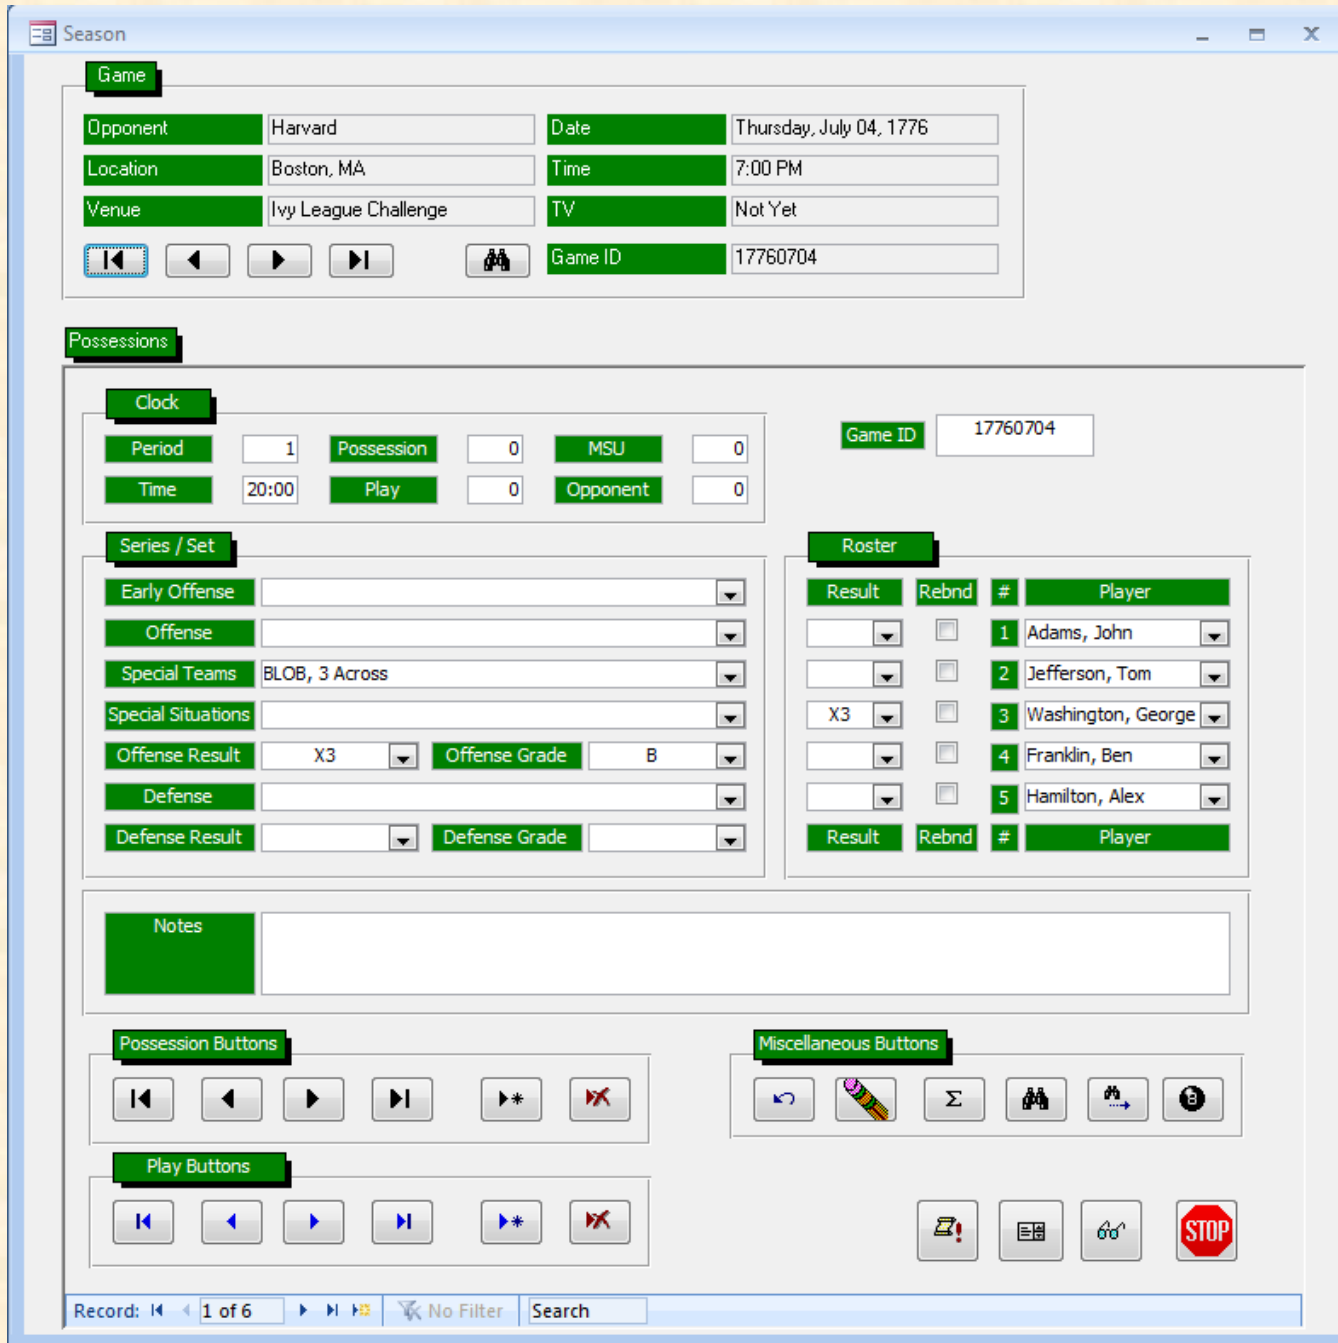 Season
Game
Opponent Harvard Date Thursday, July 04, 1776
Location Boston, MA Time 7:00 PM
Venue Ivy League Challenge TV Not Yet
Game ID 17760704
Possessions
Clock
Period 1 Possession 0 MSU 0
Game ID 17760704
Time 20:00 Play 0 Opponent 0
Series / Set
Early Offense
Offense
Special Teams BLOB, 3 Across
Special Situations
Offense Result X3 Offense Grade B
Defense
Defense Result Defense Grade
Roster
Result Rebnd # Player
1 Adams, John
2 Jefferson, Tom
X3 3 Washington, George
4 Franklin, Ben
5 Hamilton, Alex
Result Rebnd # Player
Notes
Possession Buttons
Miscellaneous Buttons
Σ
Play Buttons
STOP
Record: 1 of 6 No Filter Search